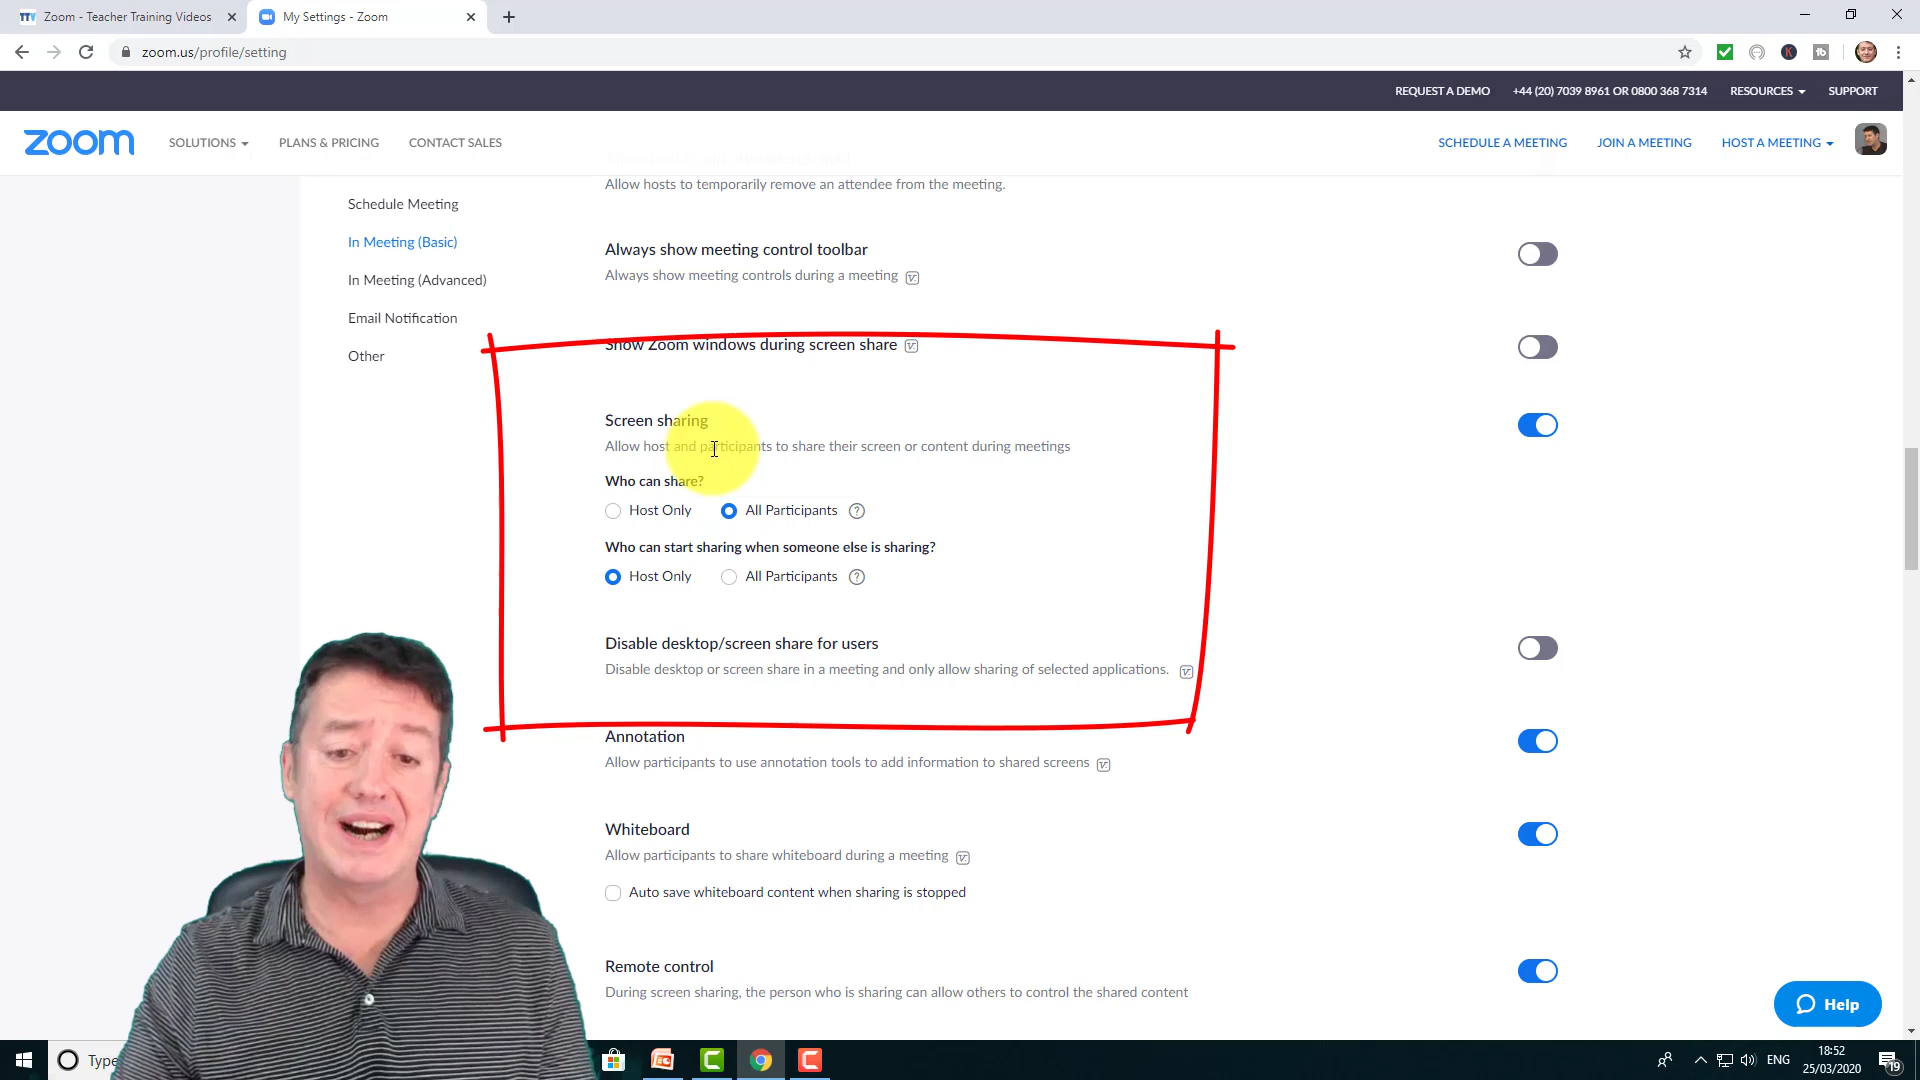 Zoom - Teacher Training Videos
My Settings - Zoom
zoom.us/profile/setting
REQUEST A DEMO +44 (20) 7039 8961 OR 0800 368 7314 RESOURCES SUPPORT
zoom SOLUTIONS PLANS & PRICING CONTACT SALES SCHEDULE A MEETING JOIN A MEETING HOST A MEETING
Allow hosts to temporarily remove an attendee from the meeting.
Schedule Meeting
In Meeting (Basic)
In Meeting (Advanced)
Email Notification
Other
Always show meeting control toolbar
Always show meeting controls during a meeting
Show Zoom windows during screen share
Screen sharing
Allow host and participants to share their screen or content during meetings
Who can share?
Host Only All Participants
Who can start sharing when someone else is sharing?
Host Only All Participants
Disable desktop/screen share for users
Disable desktop or screen share in a meeting and only allow sharing of selected applications.
Annotation
Allow participants to use annotation tools to add information to shared screens
Whiteboard
Allow participants to share whiteboard during a meeting
Auto save whiteboard content when sharing is stopped
Remote control
During screen sharing, the person who is sharing can allow others to control the shared content
Help
Type
ENG
18:52
25/03/2020
19